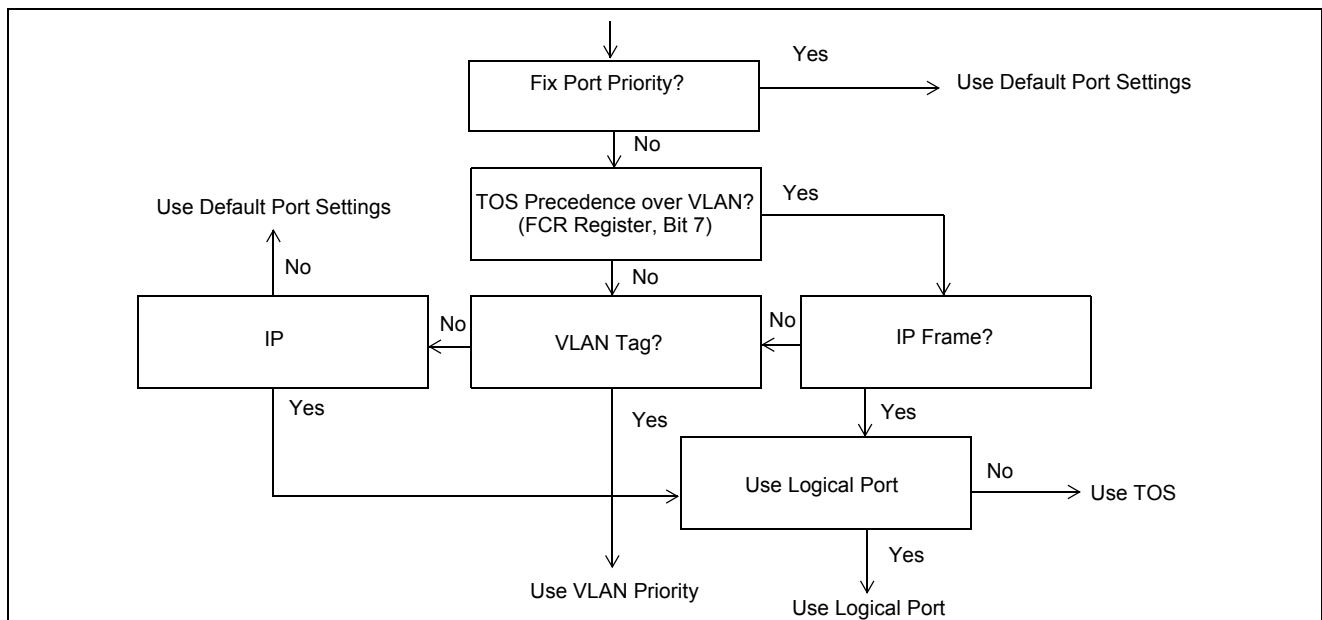 Yes
Fix Port Priority?
Use Default Port Settings
No
TOS Precedence over VLAN?
(FCR Register, Bit 7)
Yes
Use Default Port Settings
No
No
IP
No
VLAN Tag?
No
IP Frame?
Yes
Yes
Yes
Use Logical Port
No
Use TOS
Yes
Use VLAN Priority
Use Logical Port